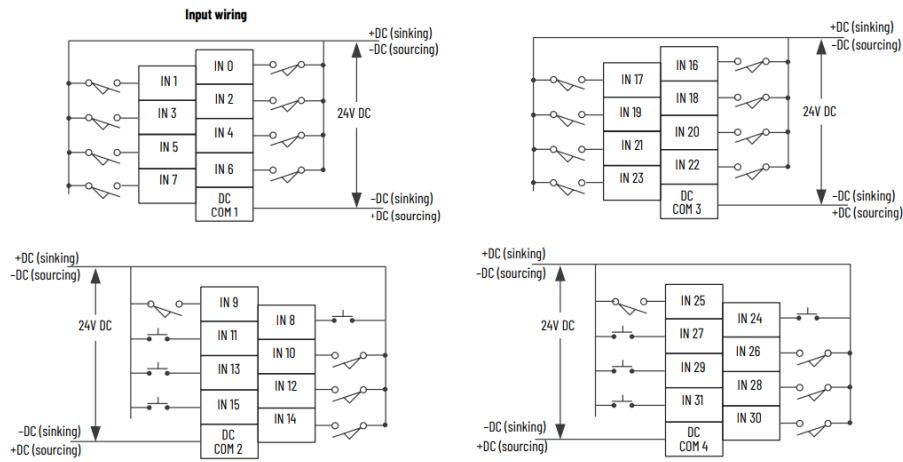 Input wiring
+DC (sinking)
–DC (sourcing)
IN 0
IN 1
IN 2
IN 3
IN 4
IN 5
IN 6
IN 7
DC
COM 1
24V DC
–DC (sinking)
+DC (sourcing)
+DC (sinking)
–DC (sourcing)
IN 16
IN 17
IN 18
IN 19
IN 20
IN 21
IN 22
IN 23
DC
COM 3
24V DC
–DC (sinking)
+DC (sourcing)
+DC (sinking)
–DC (sourcing)
24V DC
IN 9
IN 8
IN 11
IN 10
IN 13
IN 12
IN 15
IN 14
DC
COM 2
–DC (sinking)
+DC (sourcing)
+DC (sinking)
–DC (sourcing)
24V DC
IN 25
IN 24
IN 27
IN 26
IN 29
IN 28
IN 31
IN 30
DC
COM 4
–DC (sinking)
+DC (sourcing)